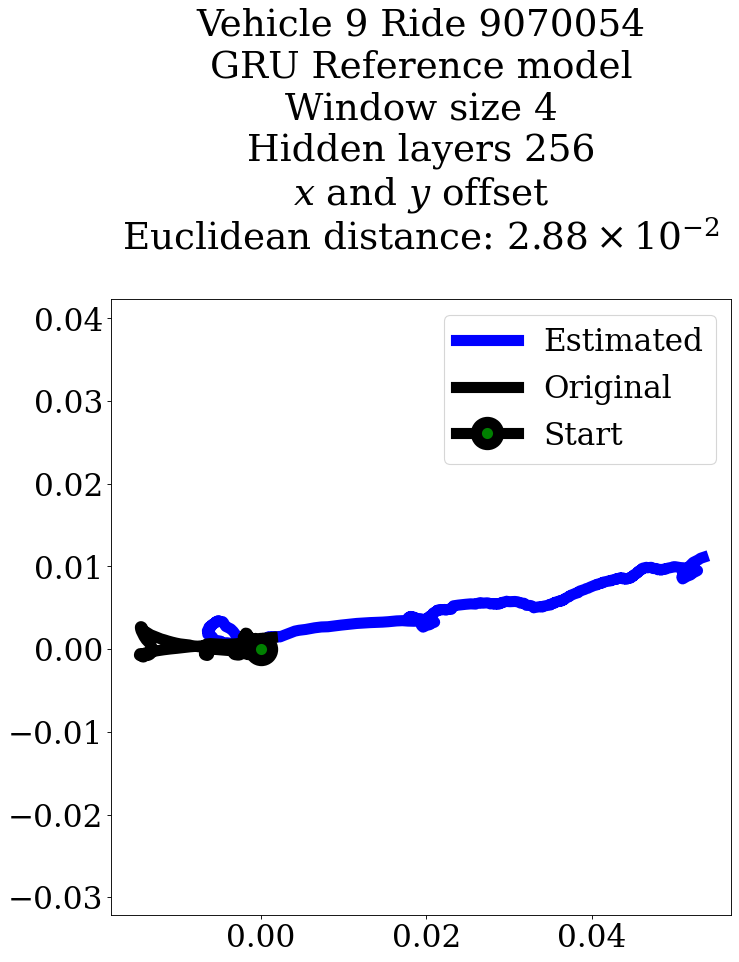 Vehicle 9 Ride 9070054
GRU Reference model
Window size 4
Hidden layers 256
x and y offset
Euclidean distance: 2.88 × 10⁻²
0.04
0.03
0.02
0.01
0.00
−0.01
−0.02
−0.03
Estimated
Original
Start
0.00 0.02 0.04